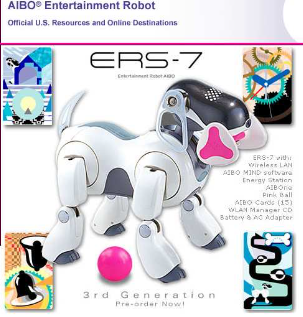 AIBO® Entertainment Robot
Official U.S. Resources and Online Destinations
ERS-7
Entertainment Robot AIBO
ERS-7 with:
Wireless LAN
AIBO MIND software
Energy Station
AIBOne
Pink Ball
AIBO Cards (15)
WLAN Manager CD
Battery & AC Adapter
3rd Generation
Pre-order Now!